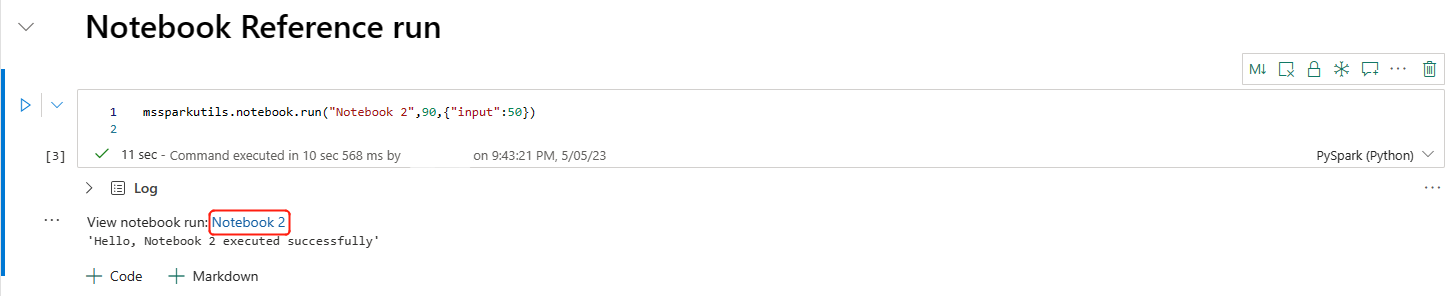 Notebook Reference run
M↓
1 mssparkutils.notebook.run("Notebook 2",90,{"input":50})
2
[3] 11 sec - Command executed in 10 sec 568 ms by on 9:43:21 PM, 5/05/23 PySpark (Python)
Log
View notebook run: Notebook 2
'Hello, Notebook 2 executed successfully'
+ Code + Markdown